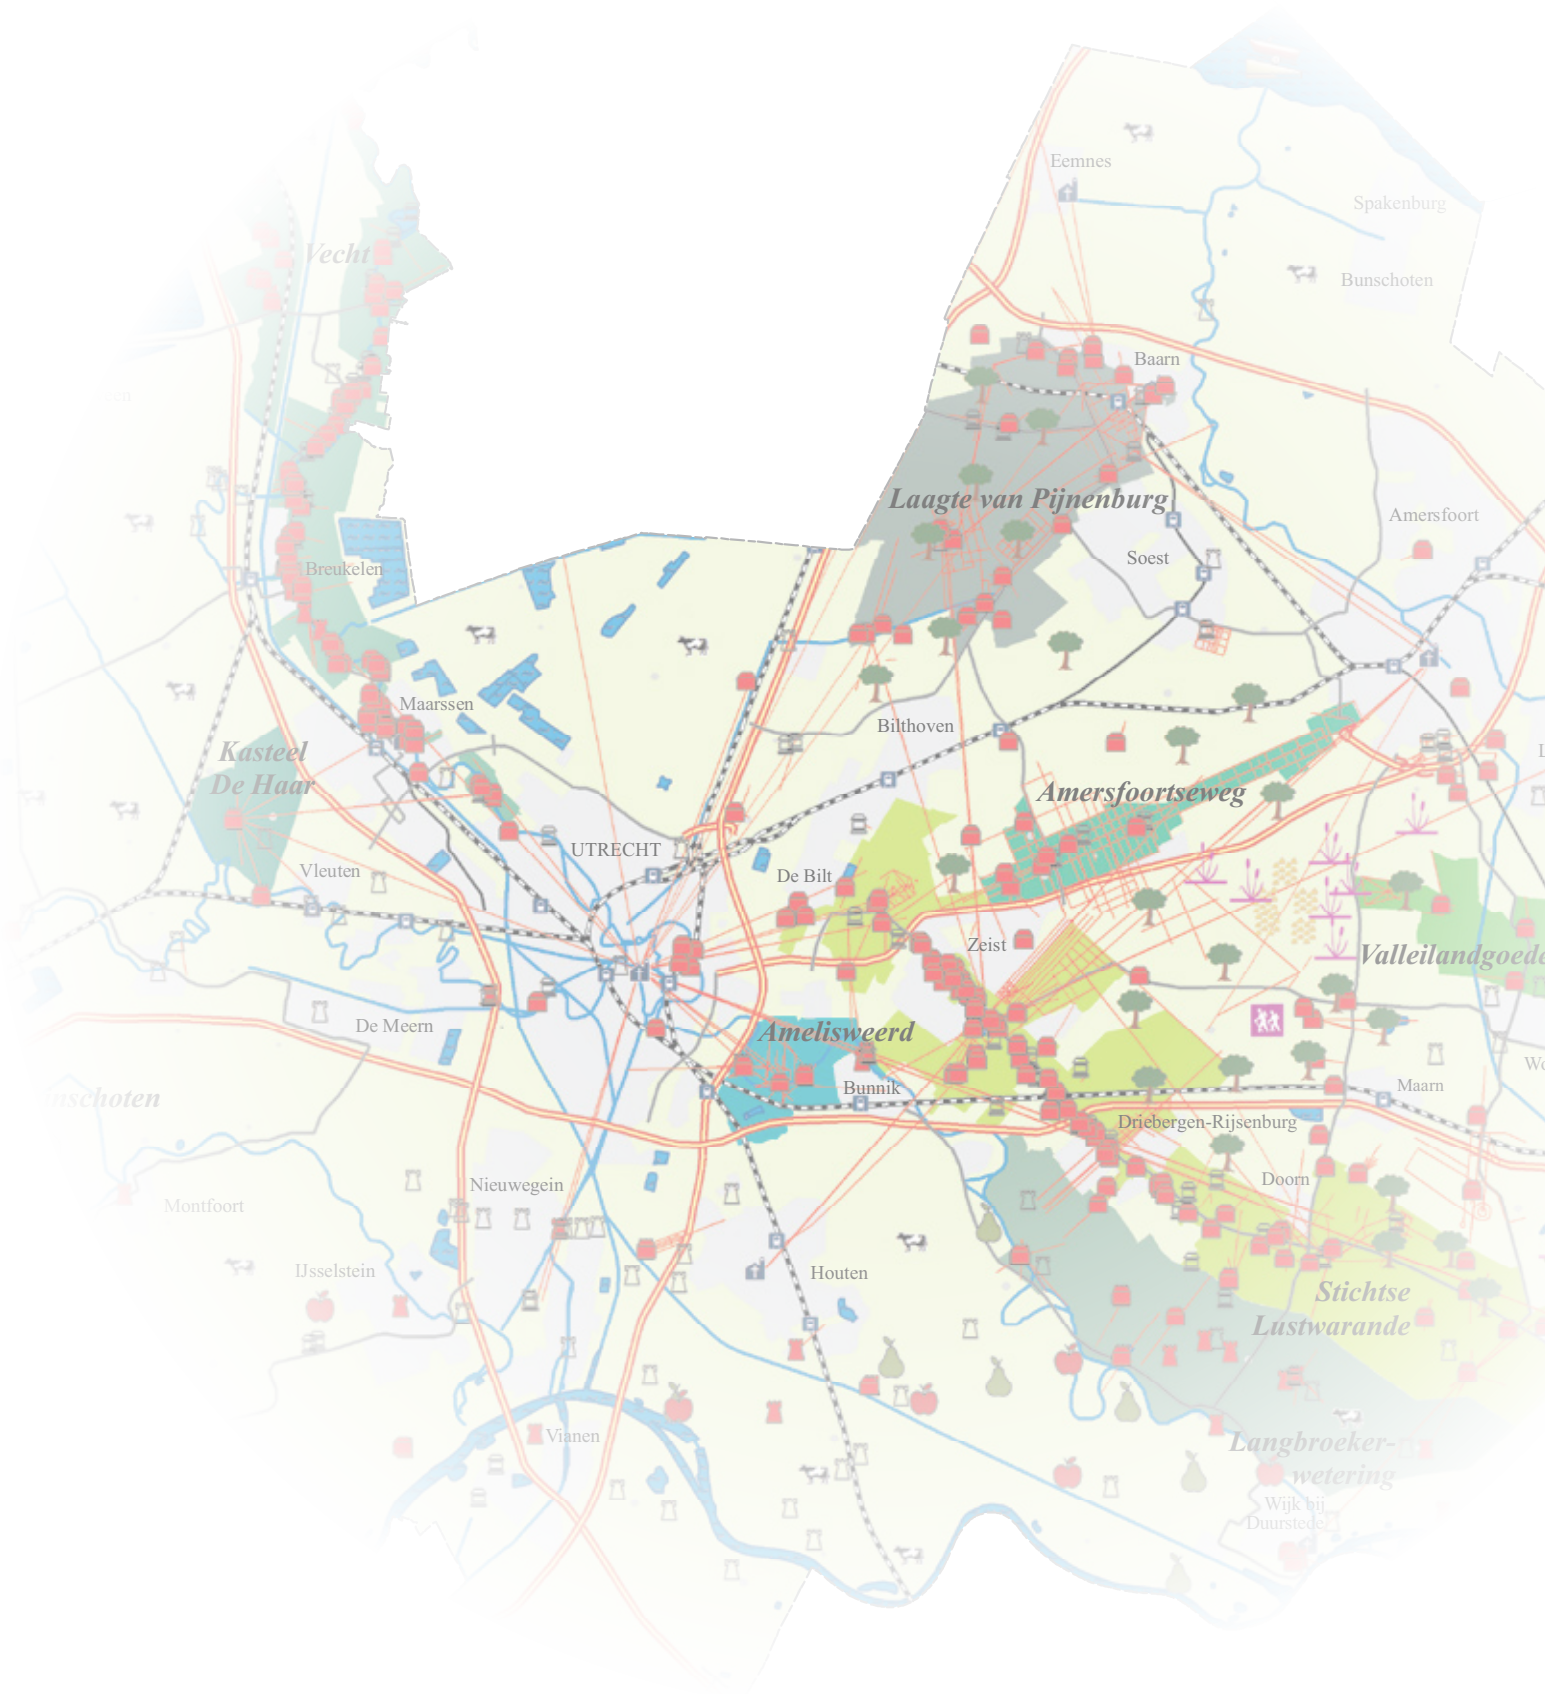 Eemnes
Spakenburg
Vecht
Bunschoten
Baarn
Laagte van Pijnenburg
Amersfoort
Soest
Breukelen
Maarssen
Bilthoven
Kasteel
De Haar
Amersfoortseweg
UTRECHT
Vleuten
De Bilt
Zeist
Valleilandgoede
De Meern
Amelisweerd
Bunnik
Maarn
nschoten
Driebergen-Rijsenburg
Doorn
Nieuwegein
Montfoort
IJsselstein
Houten
Stichtse
Lustwarande
Vianen
Langbroeker-
wetering
Wijk bij
Duurstede